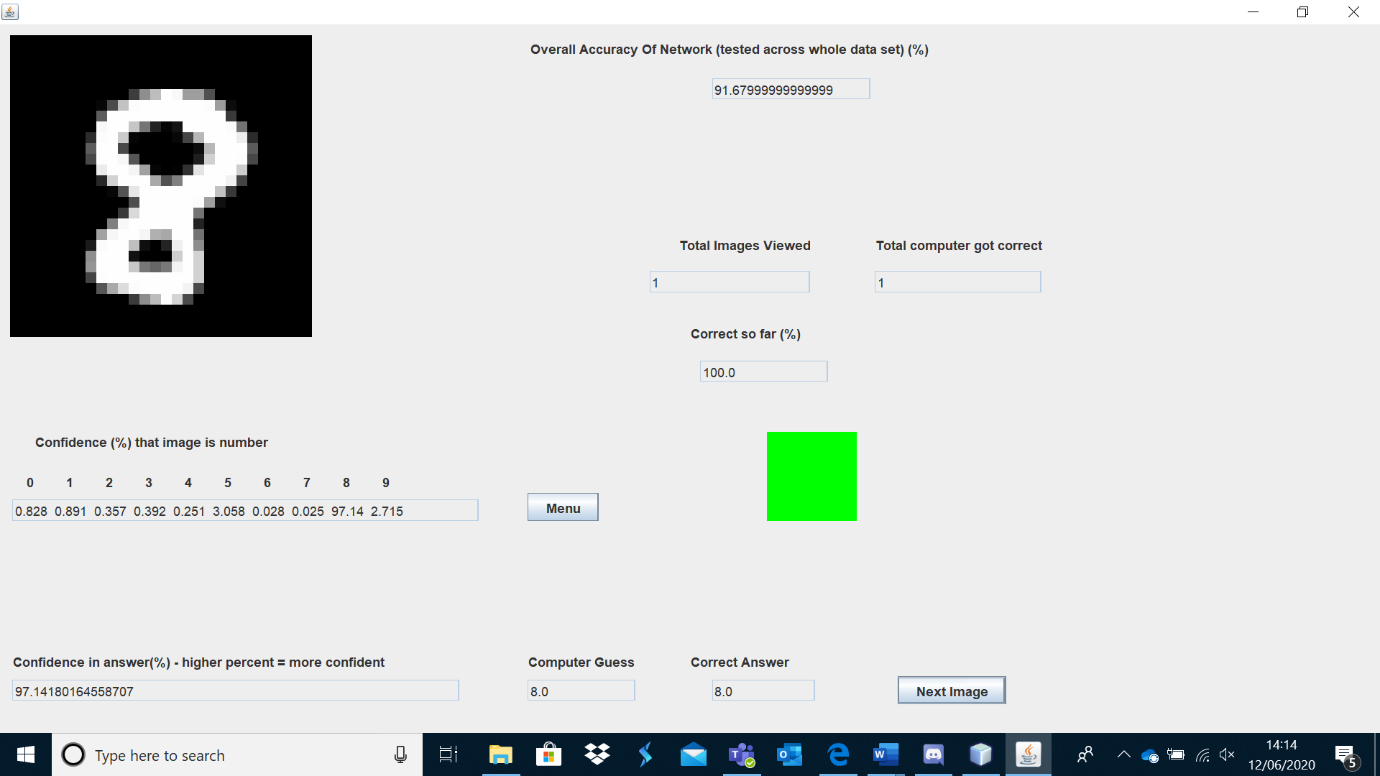 Overall Accuracy Of Network (tested across whole data set) (%)
91.67999999999999
Total Images Viewed Total computer got correct
1 1
Correct so far (%)
100.0
Confidence (%) that image is number
0 1 2 3 4 5 6 7 8 9
0.828 0.891 0.357 0.392 0.251 3.058 0.028 0.025 97.14 2.715
Menu
Confidence in answer(%) - higher percent = more confident Computer Guess Correct Answer
97.14180164558707 8.0 8.0 Next Image
Type here to search
14:14
12/06/2020
5